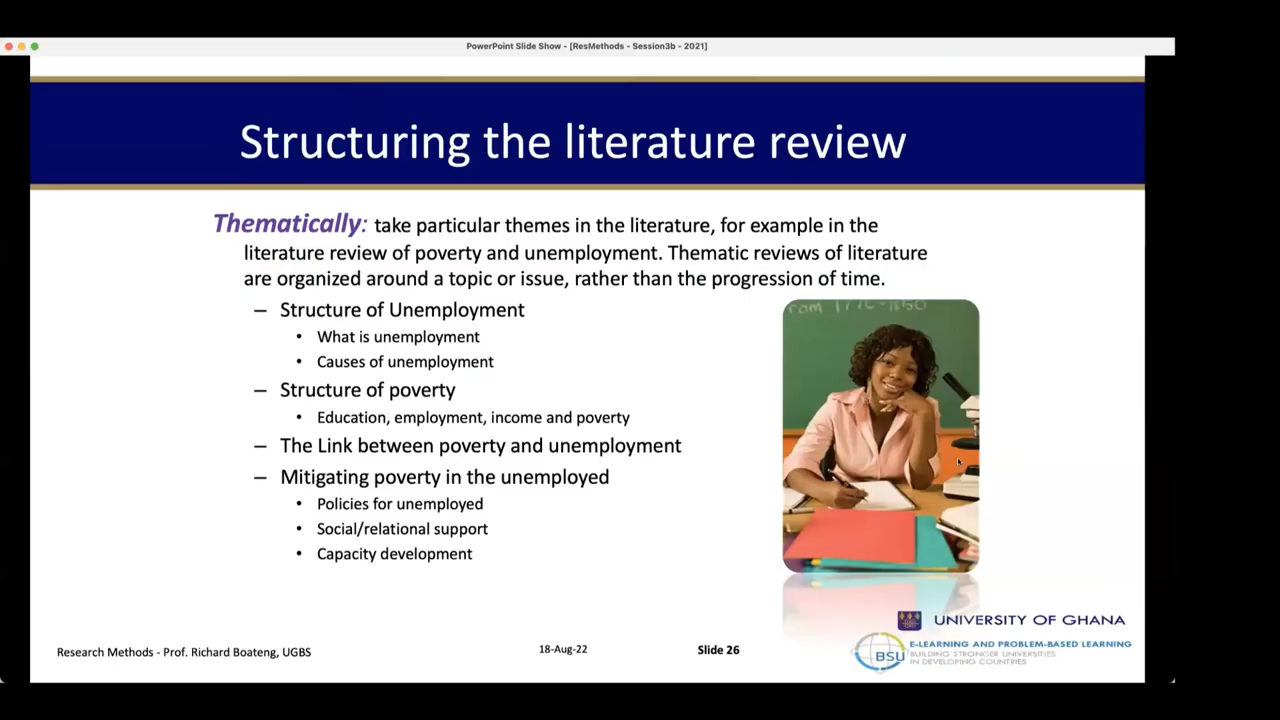 PowerPoint Slide Show - [ResMethods - Session3b - 2021]
Structuring the literature review
Thematically: take particular themes in the literature, for example in the
literature review of poverty and unemployment. Thematic reviews of literature
are organized around a topic or issue, rather than the progression of time.
– Structure of Unemployment
• What is unemployment
• Causes of unemployment
– Structure of poverty
• Education, employment, income and poverty
– The Link between poverty and unemployment
– Mitigating poverty in the unemployed
• Policies for unemployed
• Social/relational support
• Capacity development
UNIVERSITY OF GHANA
BSU
E-LEARNING AND PROBLEM-BASED LEARNING
BUILDING STRONGER UNIVERSITIES
IN DEVELOPING COUNTRIES
Research Methods - Prof. Richard Boateng, UGBS
18-Aug-22
Slide 26